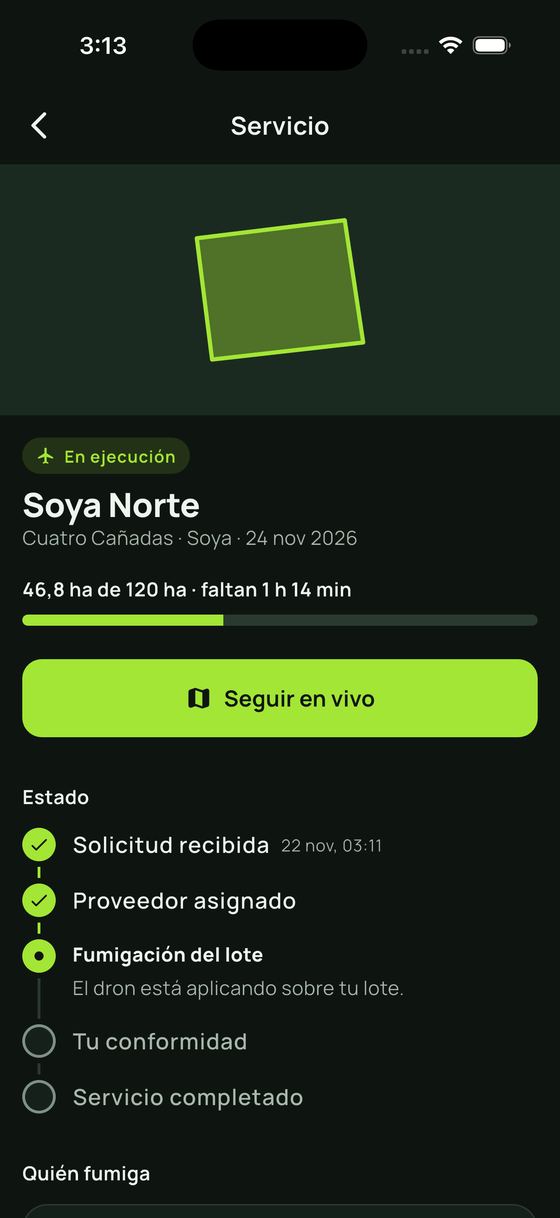 3:13
Servicio
En ejecución
Soya Norte
Cuatro Cañadas · Soya · 24 nov 2026
46,8 ha de 120 ha · faltan 1 h 14 min
Seguir en vivo
Estado
Solicitud recibida 22 nov, 03:11
Proveedor asignado
Fumigación del lote
El dron está aplicando sobre tu lote.
Tu conformidad
Servicio completado
Quién fumiga